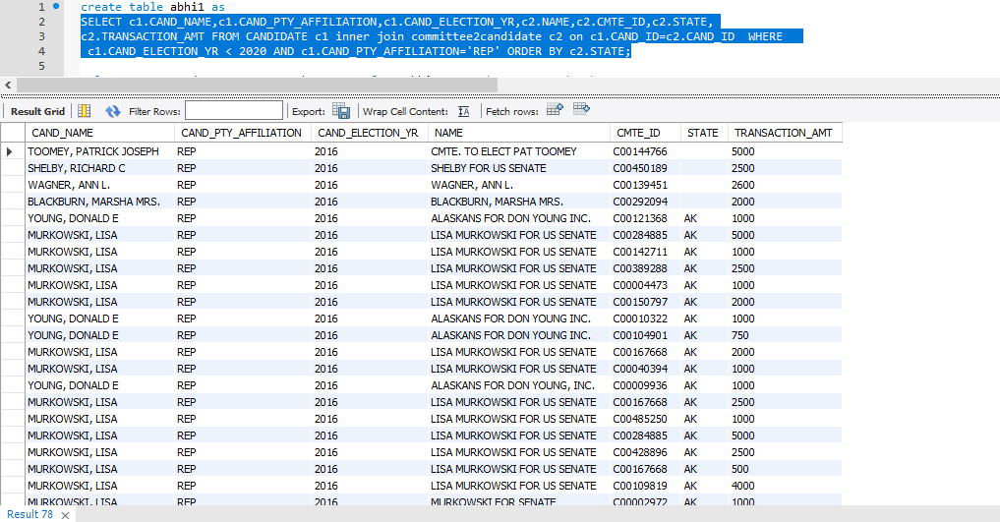 1 create table abhi1 as
2 SELECT c1.CAND_NAME,c1.CAND_PTY_AFFILIATION,c1.CAND_ELECTION_YR,c2.NAME,c2.CMTE_ID,c2.STATE,
3 c2.TRANSACTION_AMT FROM CANDIDATE c1 inner join committee2candidate c2 on c1.CAND_ID=c2.CAND_ID WHERE
4 c1.CAND_ELECTION_YR < 2020 AND c1.CAND_PTY_AFFILIATION='REP' ORDER BY c2.STATE;
5
Result Grid Filter Rows: Export: Wrap Cell Content: Fetch rows:
CAND_NAME CAND_PTY_AFFILIATION CAND_ELECTION_YR NAME CMTE_ID STATE TRANSACTION_AMT
TOOMEY, PATRICK JOSEPH REP 2016 CMTE. TO ELECT PAT TOOMEY C00144766 5000
SHELBY, RICHARD C REP 2016 SHELBY FOR US SENATE C00450189 2500
WAGNER, ANN L. REP 2016 WAGNER, ANN L. C00139451 2600
BLACKBURN, MARSHA MRS. REP 2016 BLACKBURN, MARSHA MRS. C00292094 2000
YOUNG, DONALD E REP 2016 ALASKANS FOR DON YOUNG INC. C00121368 AK 1000
MURKOWSKI, LISA REP 2016 LISA MURKOWSKI FOR US SENATE C00284885 AK 5000
MURKOWSKI, LISA REP 2016 LISA MURKOWSKI FOR US SENATE C00142711 AK 1000
MURKOWSKI, LISA REP 2016 LISA MURKOWSKI FOR US SENATE C00389288 AK 2500
MURKOWSKI, LISA REP 2016 LISA MURKOWSKI FOR US SENATE C00004473 AK 1000
MURKOWSKI, LISA REP 2016 LISA MURKOWSKI FOR US SENATE C00150797 AK 2000
YOUNG, DONALD E REP 2016 ALASKANS FOR DON YOUNG INC. C00010322 AK 1000
YOUNG, DONALD E REP 2016 ALASKANS FOR DON YOUNG INC. C00104901 AK 750
MURKOWSKI, LISA REP 2016 LISA MURKOWSKI FOR US SENATE C00167668 AK 2000
MURKOWSKI, LISA REP 2016 LISA MURKOWSKI FOR US SENATE C00040394 AK 1000
YOUNG, DONALD E REP 2016 ALASKANS FOR DON YOUNG, INC. C00009936 AK 1000
MURKOWSKI, LISA REP 2016 LISA MURKOWSKI FOR US SENATE C00167668 AK 2500
MURKOWSKI, LISA REP 2016 LISA MURKOWSKI FOR US SENATE C00485250 AK 1000
MURKOWSKI, LISA REP 2016 LISA MURKOWSKI FOR US SENATE C00284885 AK 5000
MURKOWSKI, LISA REP 2016 LISA MURKOWSKI FOR US SENATE C00428896 AK 2500
MURKOWSKI, LISA REP 2016 LISA MURKOWSKI FOR US SENATE C00167668 AK 500
MURKOWSKI, LISA REP 2016 LISA MURKOWSKI FOR US SENATE C00109819 AK 4000
MURKOWSKI, LISA REP 2016 MURKOWSKI FOR SENATE C00002972 AK 1000
Result 78